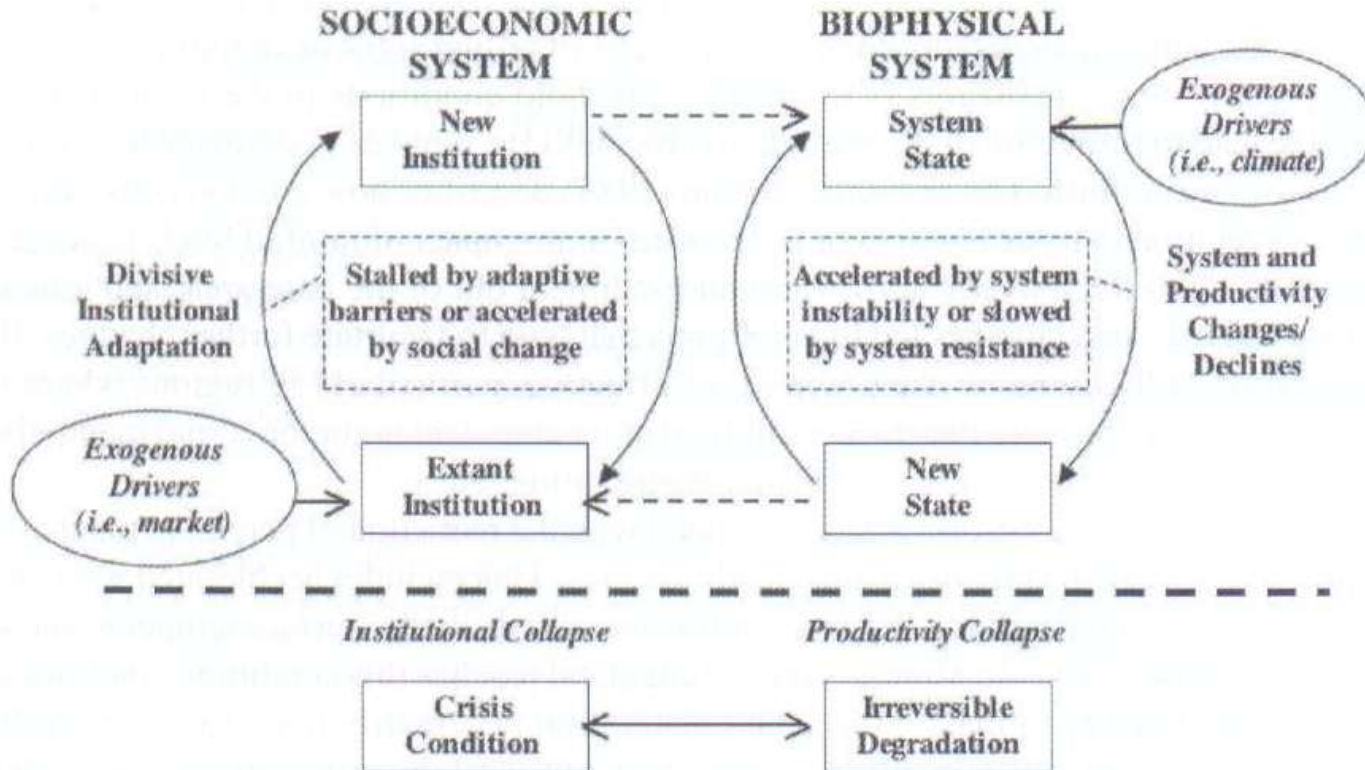 SOCIOECONOMIC
SYSTEM
BIOPHYSICAL
SYSTEM
New
Institution
System
State
Exogenous
Drivers
(i.e., climate)
Divisive
Institutional
Adaptation
Stalled by adaptive
barriers or accelerated
by social change
Accelerated by system
instability or slowed
by system resistance
System and
Productivity
Changes/
Declines
Exogenous
Drivers
(i.e., market)
Extant
Institution
New
State
Institutional Collapse
Productivity Collapse
Crisis
Condition
Irreversible
Degradation